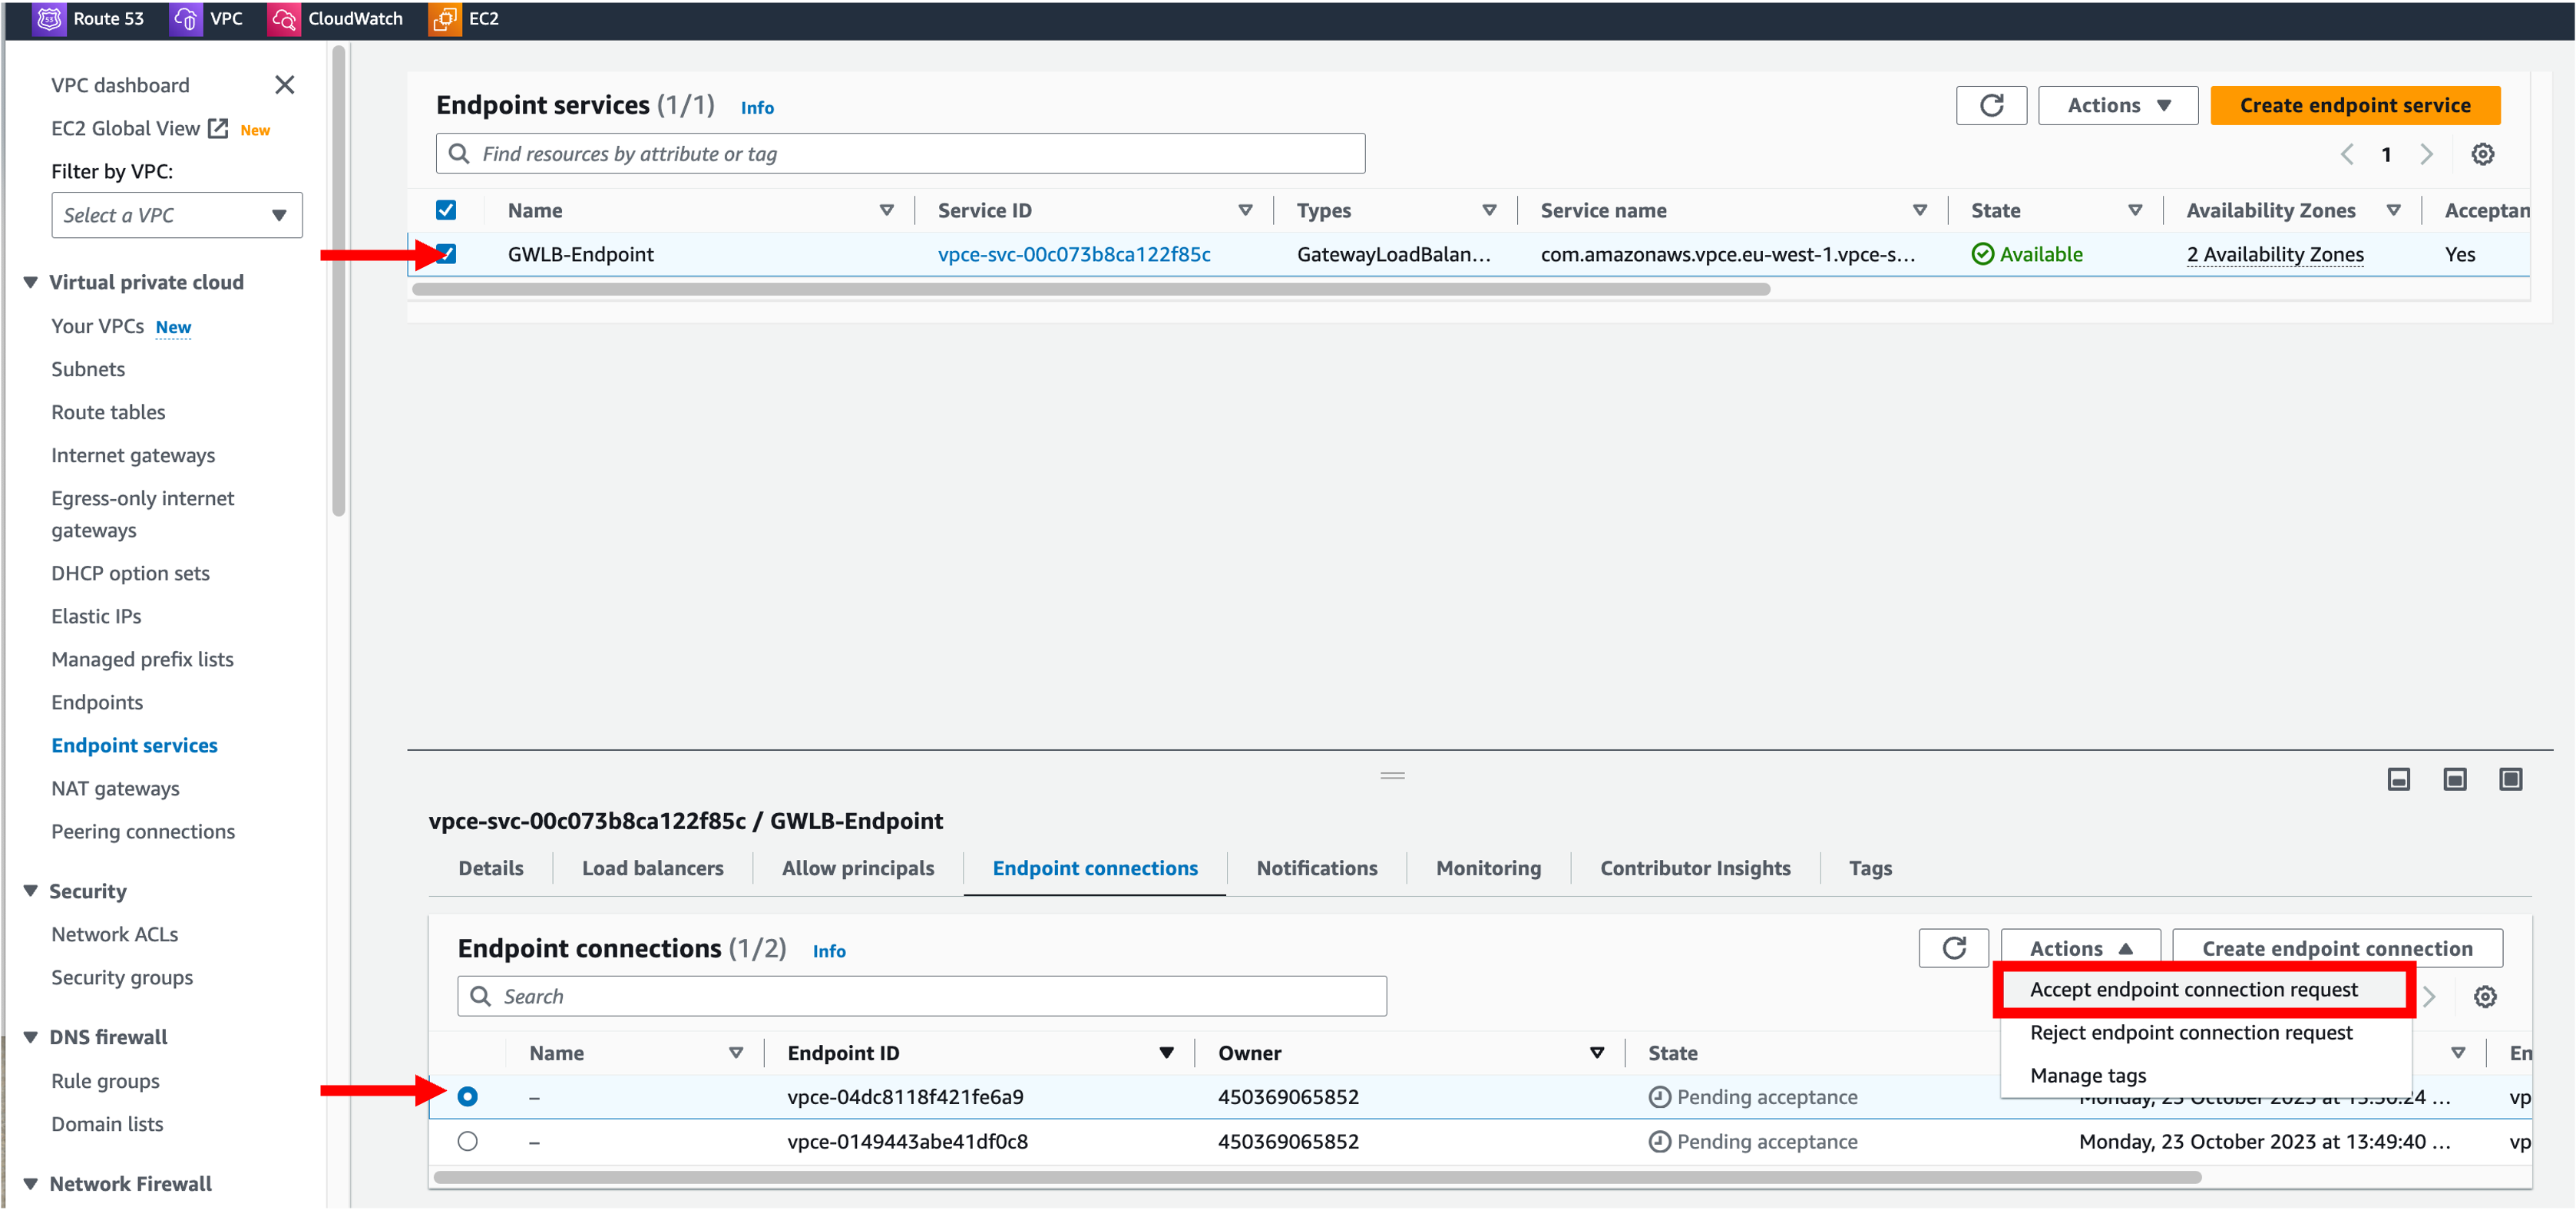 Route 53 VPC CloudWatch EC2
VPC dashboard
EC2 Global View New
Filter by VPC:
Select a VPC
Virtual private cloud
Your VPCs New
Subnets
Route tables
Internet gateways
Egress-only internet
gateways
DHCP option sets
Elastic IPs
Managed prefix lists
Endpoints
Endpoint services
NAT gateways
Peering connections
Security
Network ACLs
Security groups
DNS firewall
Rule groups
Domain lists
Network Firewall
Endpoint services (1/1) Info
Actions
Create endpoint service
Find resources by attribute or tag
1
Name Service ID Types Service name State Availability Zones Acceptan
GWLB-Endpoint vpce-svc-00c073b8ca122f85c GatewayLoadBalan... com.amazonaws.vpce.eu-west-1.vpce-s... Available 2 Availability Zones Yes
vpce-svc-00c073b8ca122f85c / GWLB-Endpoint
Details Load balancers Allow principals Endpoint connections Notifications Monitoring Contributor Insights Tags
Endpoint connections (1/2) Info
Actions
Create endpoint connection
Search
Accept endpoint connection request
Reject endpoint connection request
Manage tags
Name Endpoint ID Owner State En
– vpce-04dc8118f421fe6a9 450369065852 Pending acceptance Monday, 23 October 2023 at :24 ... vp
– vpce-0149443abe41df0c8 450369065852 Pending acceptance Monday, 23 October 2023 at 13:49:40 ... vp